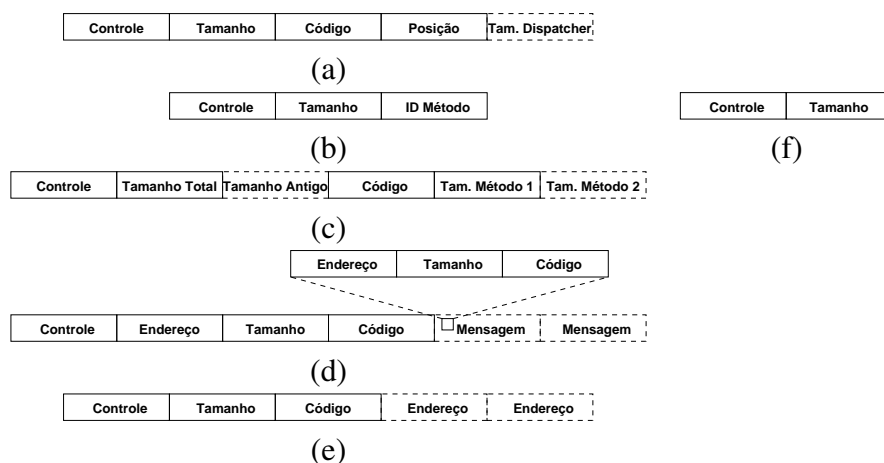 Controle Tamanho Código Posição Tam. Dispatcher
(a)
Controle Tamanho ID Método
(b)
Controle Tamanho
(f)
Controle Tamanho Total Tamanho Antigo Código Tam. Método 1 Tam. Método 2
(c)
Endereço Tamanho Código
Controle Endereço Tamanho Código Mensagem Mensagem
(d)
Controle Tamanho Código Endereço Endereço
(e)